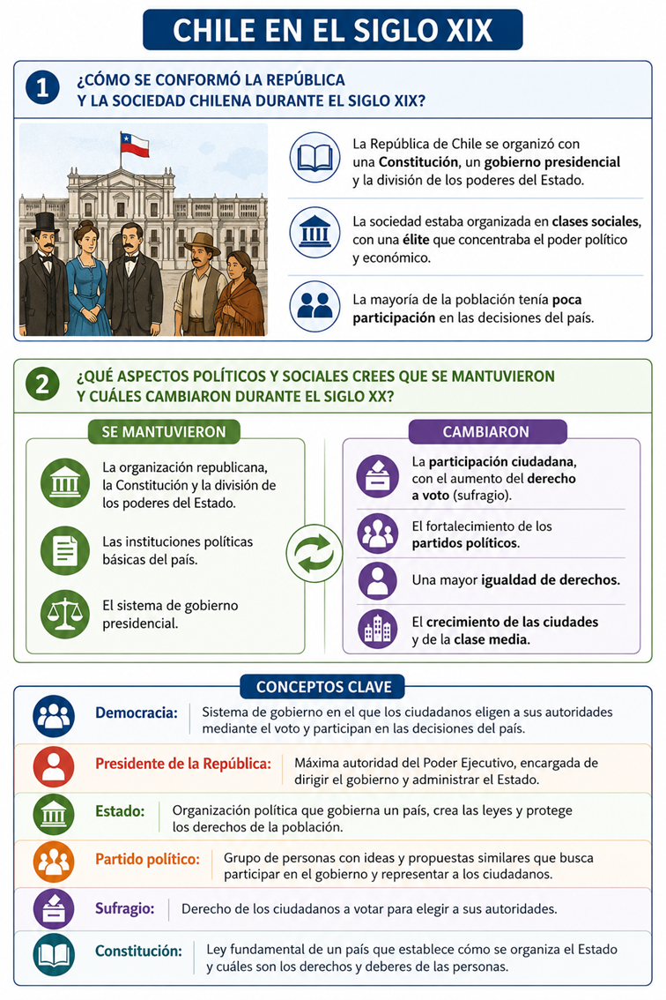 CHILE EN EL SIGLO XIX
1
¿CÓMO SE CONFORMÓ LA REPÚBLICA
Y LA SOCIEDAD CHILENA DURANTE EL SIGLO XIX?
La República de Chile se organizó con
una Constitución, un gobierno presidencial
y la división de los poderes del Estado.
La sociedad estaba organizada en clases sociales,
con una élite que concentraba el poder político
y económico.
La mayoría de la población tenía poca
participación en las decisiones del país.
2
¿QUÉ ASPECTOS POLÍTICOS Y SOCIALES CREES QUE SE MANTUVIERON
Y CUÁLES CAMBIARON DURANTE EL SIGLO XX?
SE MANTUVIERON
La organización republicana,
la Constitución y la división de
los poderes del Estado.
Las instituciones políticas
básicas del país.
El sistema de gobierno
presidencial.
CAMBIARON
La participación ciudadana,
con el aumento del derecho
a voto (sufragio).
El fortalecimiento de los
partidos políticos.
Una mayor igualdad de derechos.
El crecimiento de las ciudades
y de la clase media.
CONCEPTOS CLAVE
Democracia: Sistema de gobierno en el que los ciudadanos eligen a sus autoridades
mediante el voto y participan en las decisiones del país.
Presidente de la República: Máxima autoridad del Poder Ejecutivo, encargada de
dirigir el gobierno y administrar el Estado.
Estado: Organización política que gobierna un país, crea las leyes y protege
los derechos de la población.
Partido político: Grupo de personas con ideas y propuestas similares que busca
participar en el gobierno y representar a los ciudadanos.
Sufragio: Derecho de los ciudadanos a votar para elegir a sus autoridades.
Constitución: Ley fundamental de un país que establece cómo se organiza el Estado
y cuáles son los derechos y deberes de las personas.